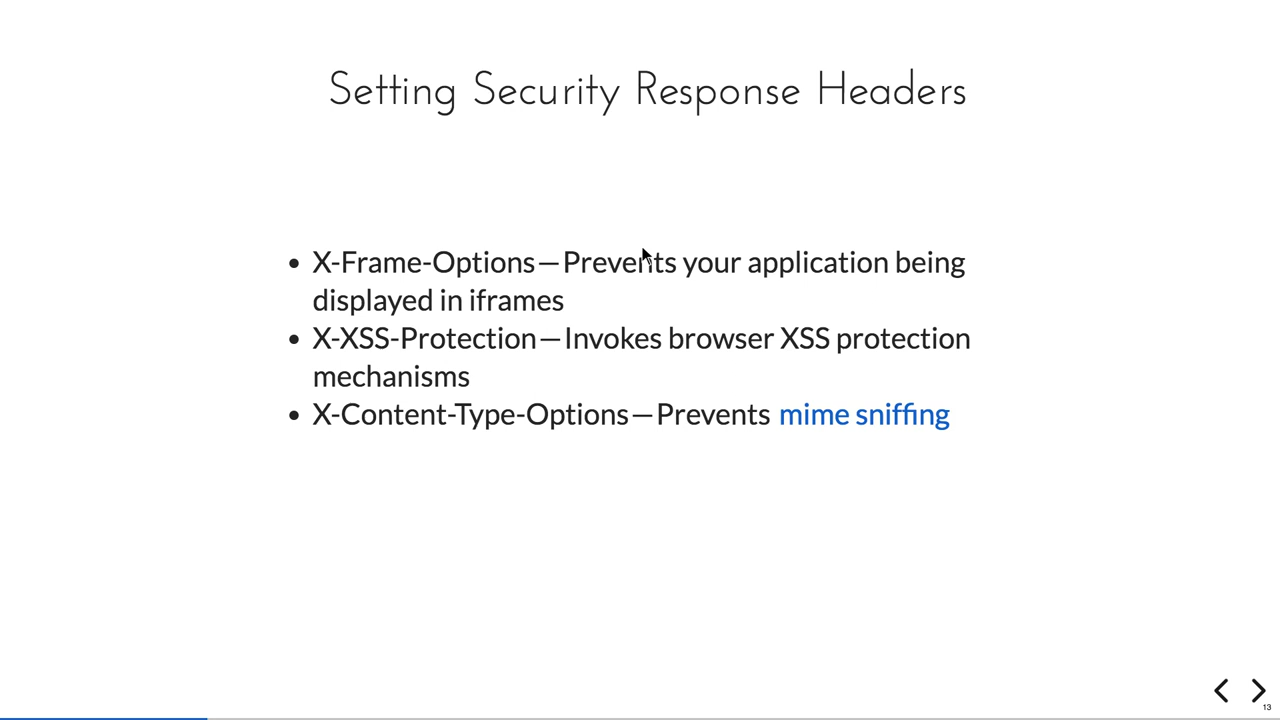 Setting Security Response Headers
• X-Frame-Options—Prevents your application being
displayed in iframes
• X-XSS-Protection—Invokes browser XSS protection
mechanisms
• X-Content-Type-Options—Prevents mime sniffing
13